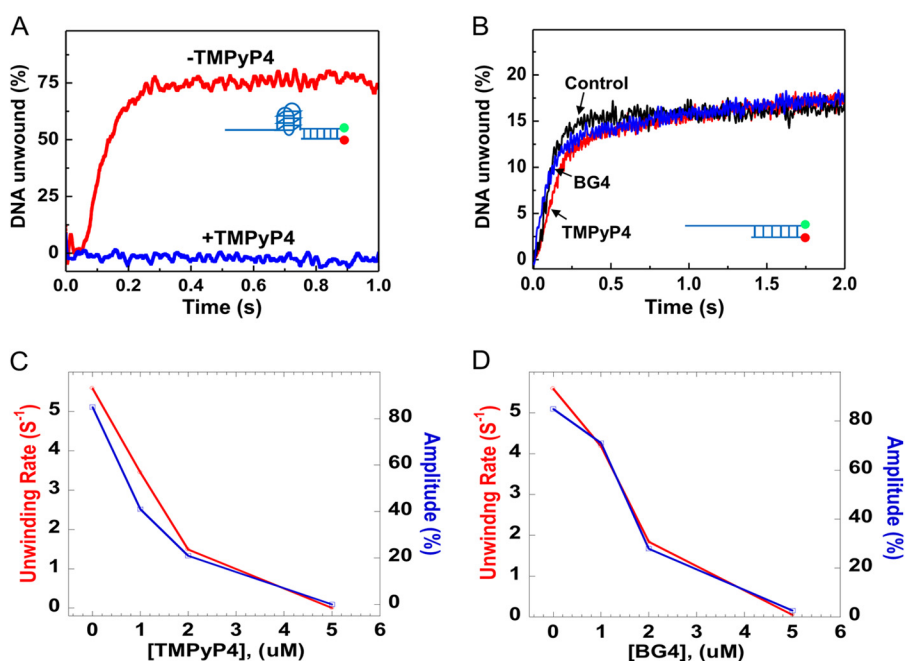 A
-TMPyP4
+TMPyP4
DNA unwound (%)
100
75
50
25
0
0.0 0.2 0.4 0.6 0.8 1.0
Time (s)
B
Control
BG4
TMPyP4
DNA unwound (%)
20
15
10
5
0
0.0 0.5 1.0 1.5 2.0
Time (s)
C
Unwinding Rate (S⁻¹)
5
4
3
2
1
0
Amplitude (%)
80
60
40
20
0
0 1 2 3 4 5 6
[TMPyP4], (uM)
D
Unwindng Rate (S⁻¹)
5
4
3
2
1
0
Amplitude (%)
80
60
40
20
0
0 1 2 3 4 5 6
[BG4], (uM)